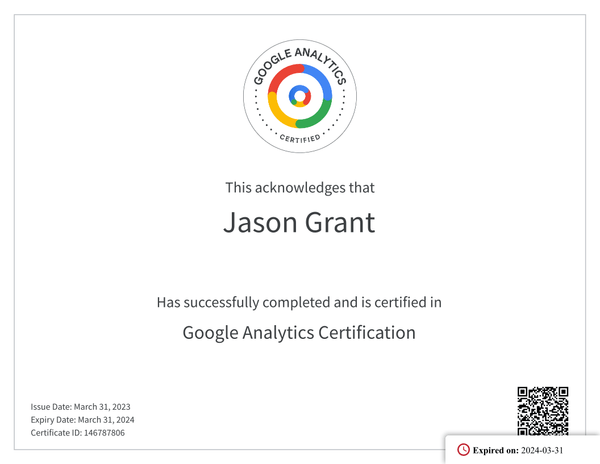 GOOGLE ANALYTICS
CERTIFIED
This acknowledges that
Jason Grant
Has successfully completed and is certified in
Google Analytics Certification
Issue Date: March 31, 2023
Expiry Date: March 31, 2024
Certificate ID: 146787806
Expired on: 2024-03-31